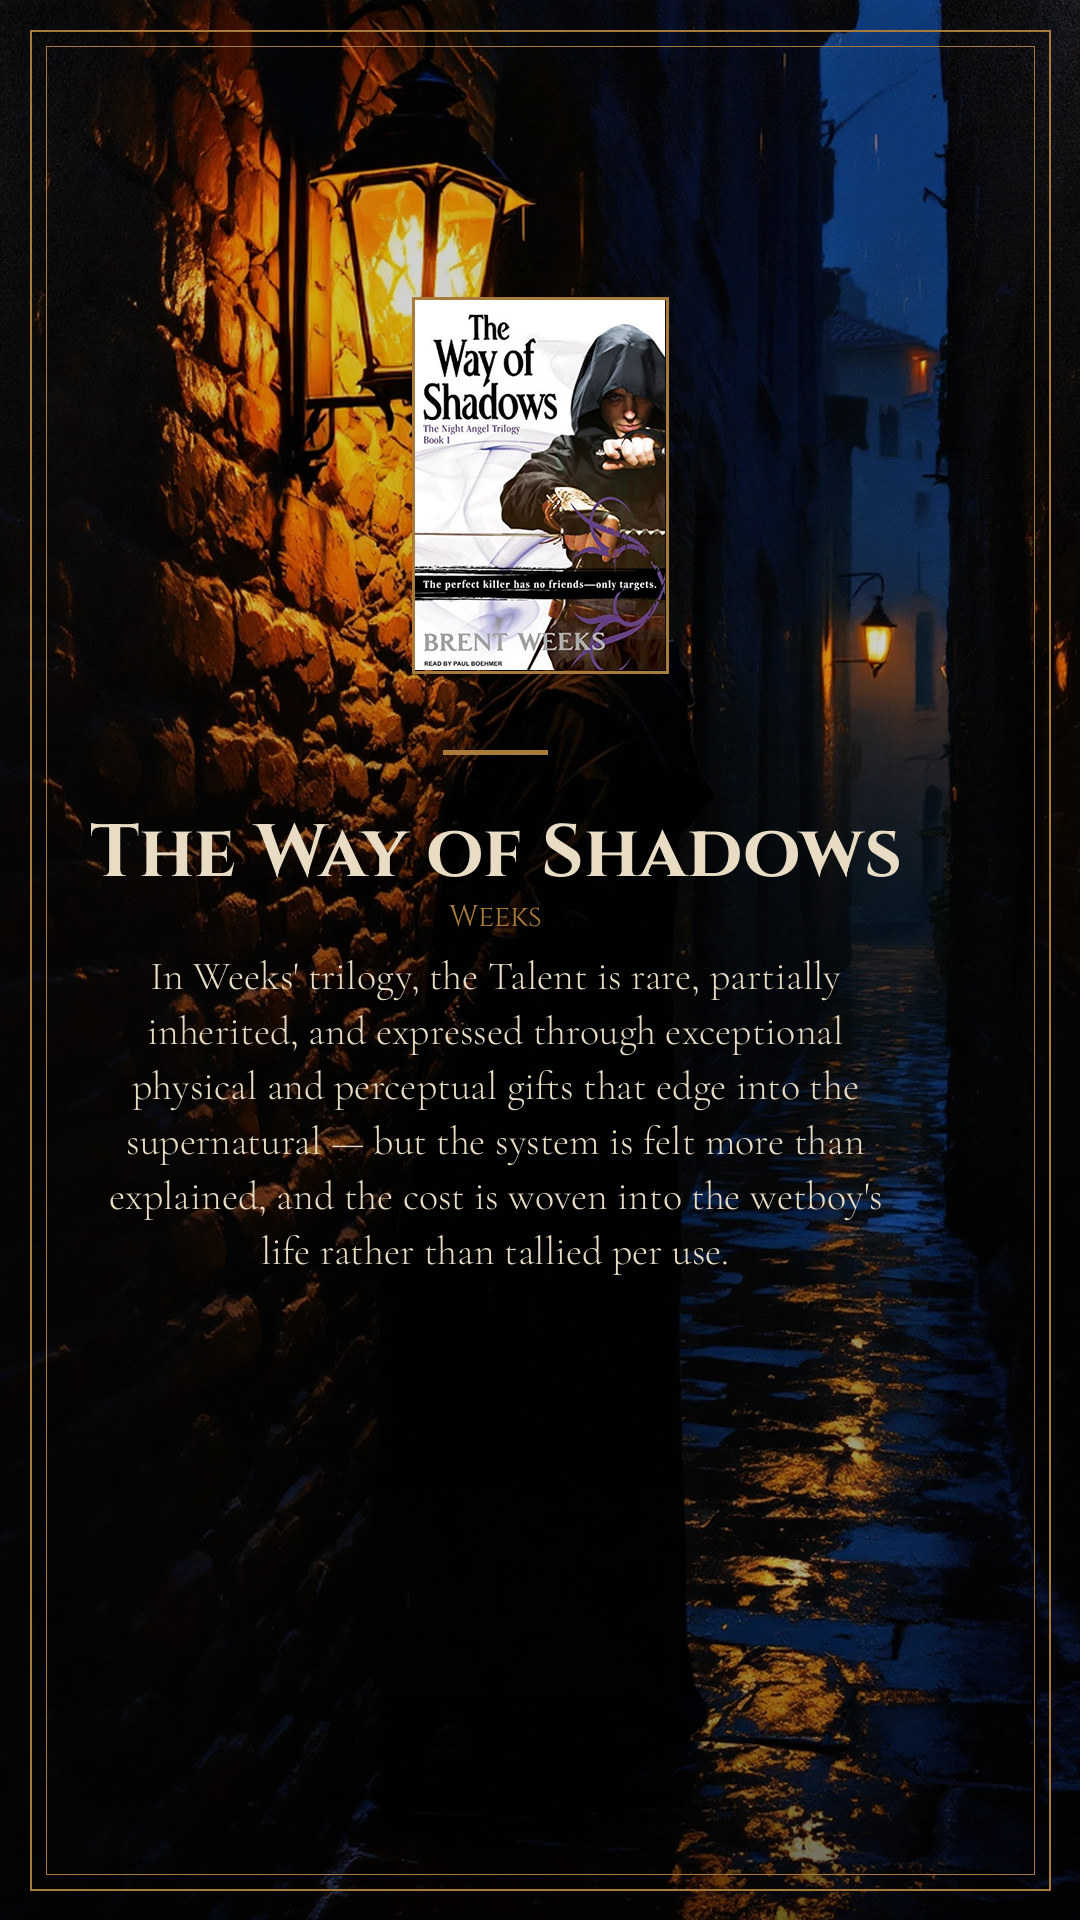 The
Way of
Shadows
The Night Angel Trilogy
Book 1
The perfect killer has no friends—only targets.
BRENT WEEKS
READ BY PAUL BOEHMER
The Way of Shadows
Weeks
In Weeks' trilogy, the Talent is rare, partially
inherited, and expressed through exceptional
physical and perceptual gifts that edge into the
supernatural — but the system is felt more than
explained, and the cost is woven into the wetboy's
life rather than tallied per use.